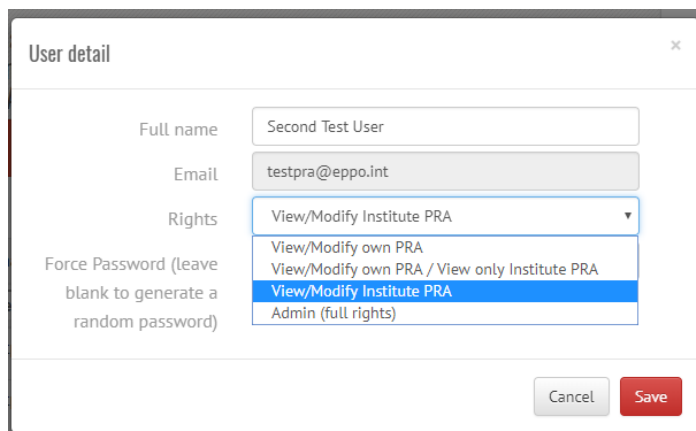 User detail
×
Full name
Second Test User
Email
testpra@eppo.int
Rights
View/Modify Institute PRA
View/Modify own PRA
View/Modify own PRA / View only Institute PRA
View/Modify Institute PRA
Admin (full rights)
Force Password (leave
blank to generate a
random password)
Cancel
Save